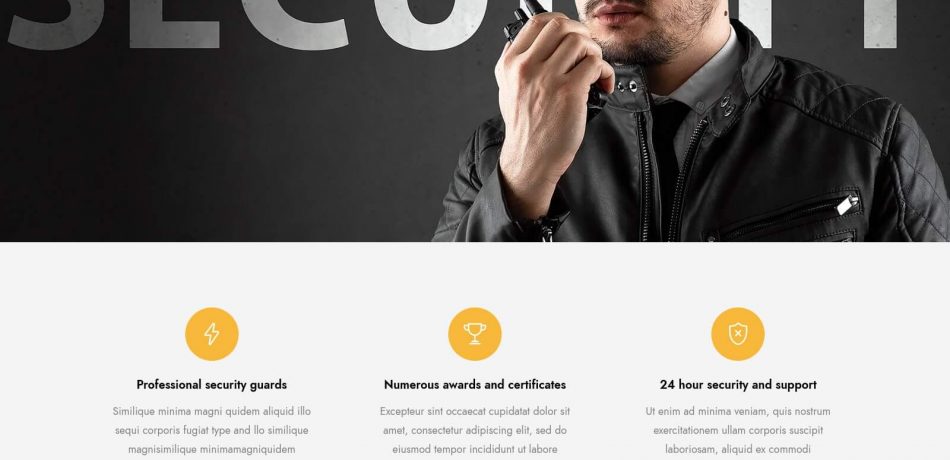 SECURITY
Professional security guards
Similique minima magni quidem aliquid illo
sequi corporis fugiat type and llo similique
magnisimilique minimamagniquidem
Numerous awards and certificates
Excepteur sint occaecat cupidatat dolor sit
amet, consectetur adipiscing elit, sed do
eiusmod tempor incididunt ut labore
24 hour security and support
Ut enim ad minima veniam, quis nostrum
exercitationem ullam corporis suscipit
laboriosam, aliquid ex commodi